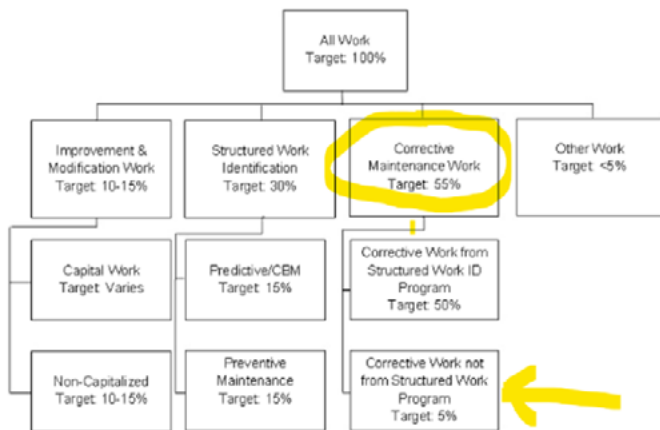 All Work
Target: 100%
Improvement &
Modification Work
Target: 10-15%
Structured Work
Identification
Target: 30%
Corrective
Maintenance Work
Target: 55%
Other Work
Target: <5%
Capital Work
Target: Varies
Predictive/CBM
Target: 15%
Corrective Work from
Structured Work ID
Program
Target: 50%
Non-Capitalized
Target: 10-15%
Preventive
Maintenance
Target: 15%
Corrective Work not
from Structured Work
Program
Target: 5%